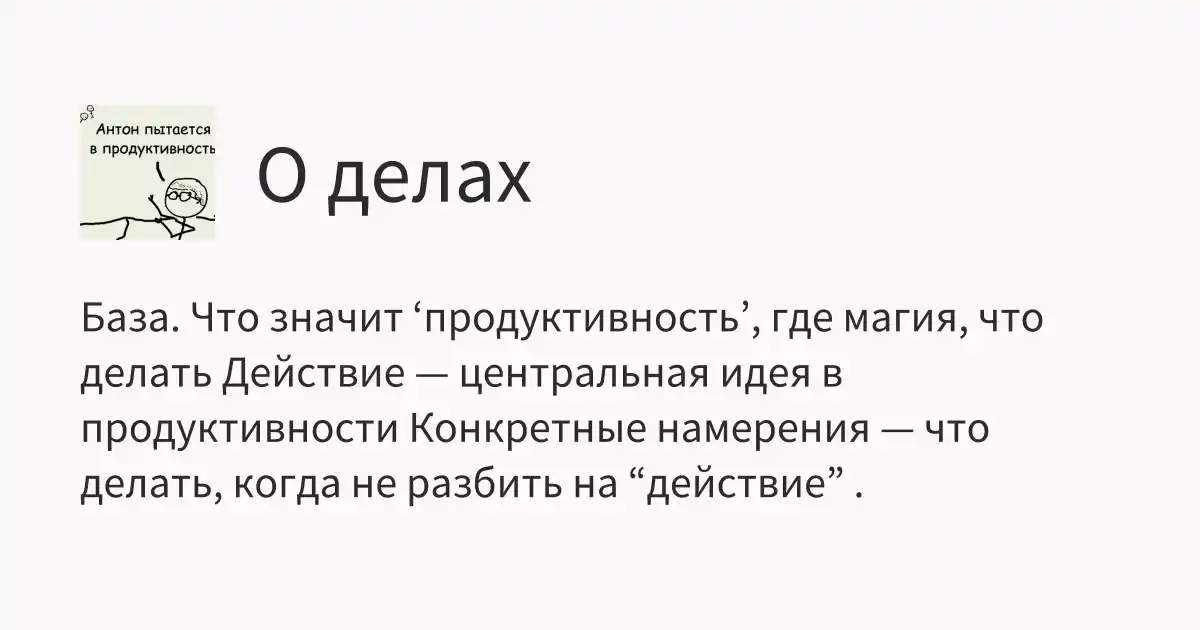 Антон пытается
в продуктивность
О делах
База. Что значит ‘продуктивность’, где магия, что
делать Действие — центральная идея в
продуктивности Конкретные намерения — что
делать, когда не разбить на “действие” .